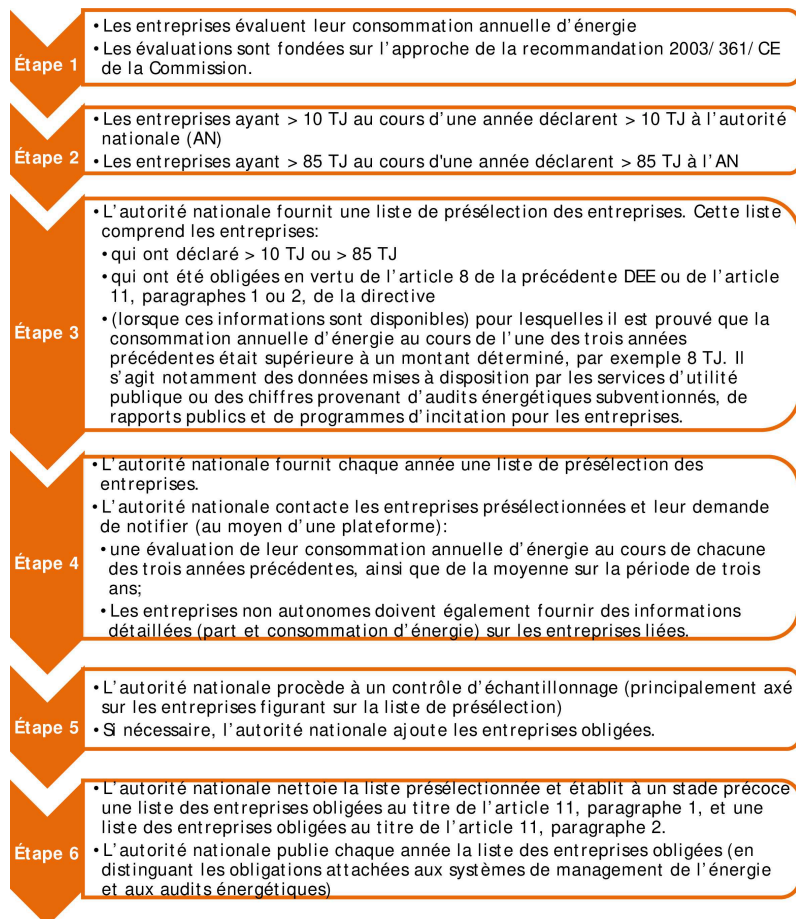 Étape 1
• Les entreprises évaluent leur consommation annuelle d'énergie
• Les évaluations sont fondées sur l'approche de la recommandation 2003/361/CE
de la Commission.
Étape 2
• Les entreprises ayant > 10 TJ au cours d'une année déclarent > 10 TJ à l'autorité
nationale (AN)
• Les entreprises ayant > 85 TJ au cours d'une année déclarent > 85 TJ à l'AN
Étape 3
• L'autorité nationale fournit une liste de présélection des entreprises. Cette liste
comprend les entreprises:
• qui ont déclaré > 10 TJ ou > 85 TJ
• qui ont été obligées en vertu de l'article 8 de la précédente DEE ou de l'article
11, paragraphes 1 ou 2, de la directive
• (lorsque ces informations sont disponibles) pour lesquelles il est prouvé que la
consommation annuelle d'énergie au cours de l'une des trois années
précédentes était supérieure à un montant déterminé, par exemple 8 TJ. Il
s'agit notamment des données mises à disposition par les services d'utilité
publique ou des chiffres provenant d'audits énergétiques subventionnés, de
rapports publics et de programmes d'incitation pour les entreprises.
Étape 4
• L'autorité nationale fournit chaque année une liste de présélection des
entreprises.
• L'autorité nationale contacte les entreprises présélectionnées et leur demande
de notifier (au moyen d'une plateforme):
• une évaluation de leur consommation annuelle d'énergie au cours de chacune
des trois années précédentes, ainsi que de la moyenne sur la période de trois
ans;
• Les entreprises non autonomes doivent également fournir des informations
détaillées (part et consommation d'énergie) sur les entreprises liées.
Étape 5
• L'autorité nationale procède à un contrôle d'échantillonnage (principalement axé
sur les entreprises figurant sur la liste de présélection)
• Si nécessaire, l'autorité nationale ajoute les entreprises obligées.
Étape 6
• L'autorité nationale nettoie la liste présélectionnée et établit à un stade précoce
une liste des entreprises obligées au titre de l'article 11, paragraphe 1, et une
liste des entreprises obligées au titre de l'article 11, paragraphe 2.
• L'autorité nationale publie chaque année la liste des entreprises obligées (en
distinguant les obligations attachées aux systèmes de management de l'énergie
et aux audits énergétiques)